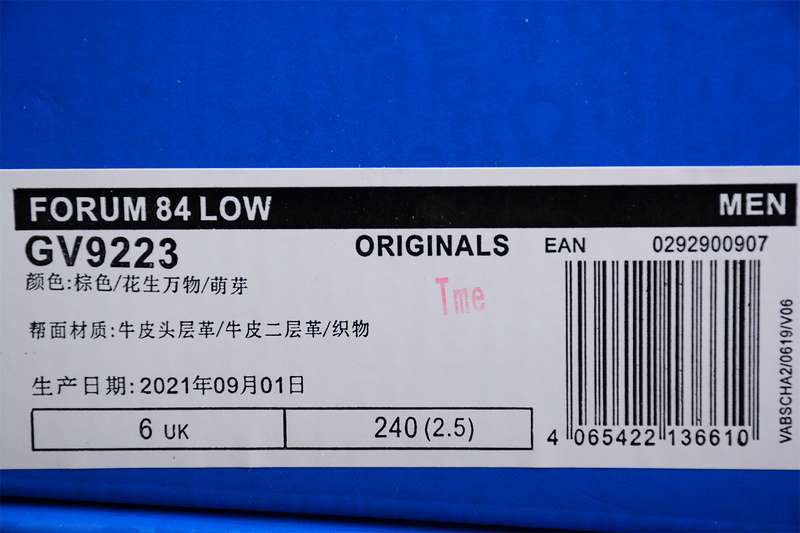 FORUM 84 LOW MEN
GV9223 ORIGINALS EAN 0292900907
颜色:棕色/花生万物/萌芽
Tme
帮面材质:牛皮头层革/牛皮二层革/织物
生产日期:2021年09月01日
6 UK 240(2.5)
4 065422 136610
VABSCHA2/0619/V06